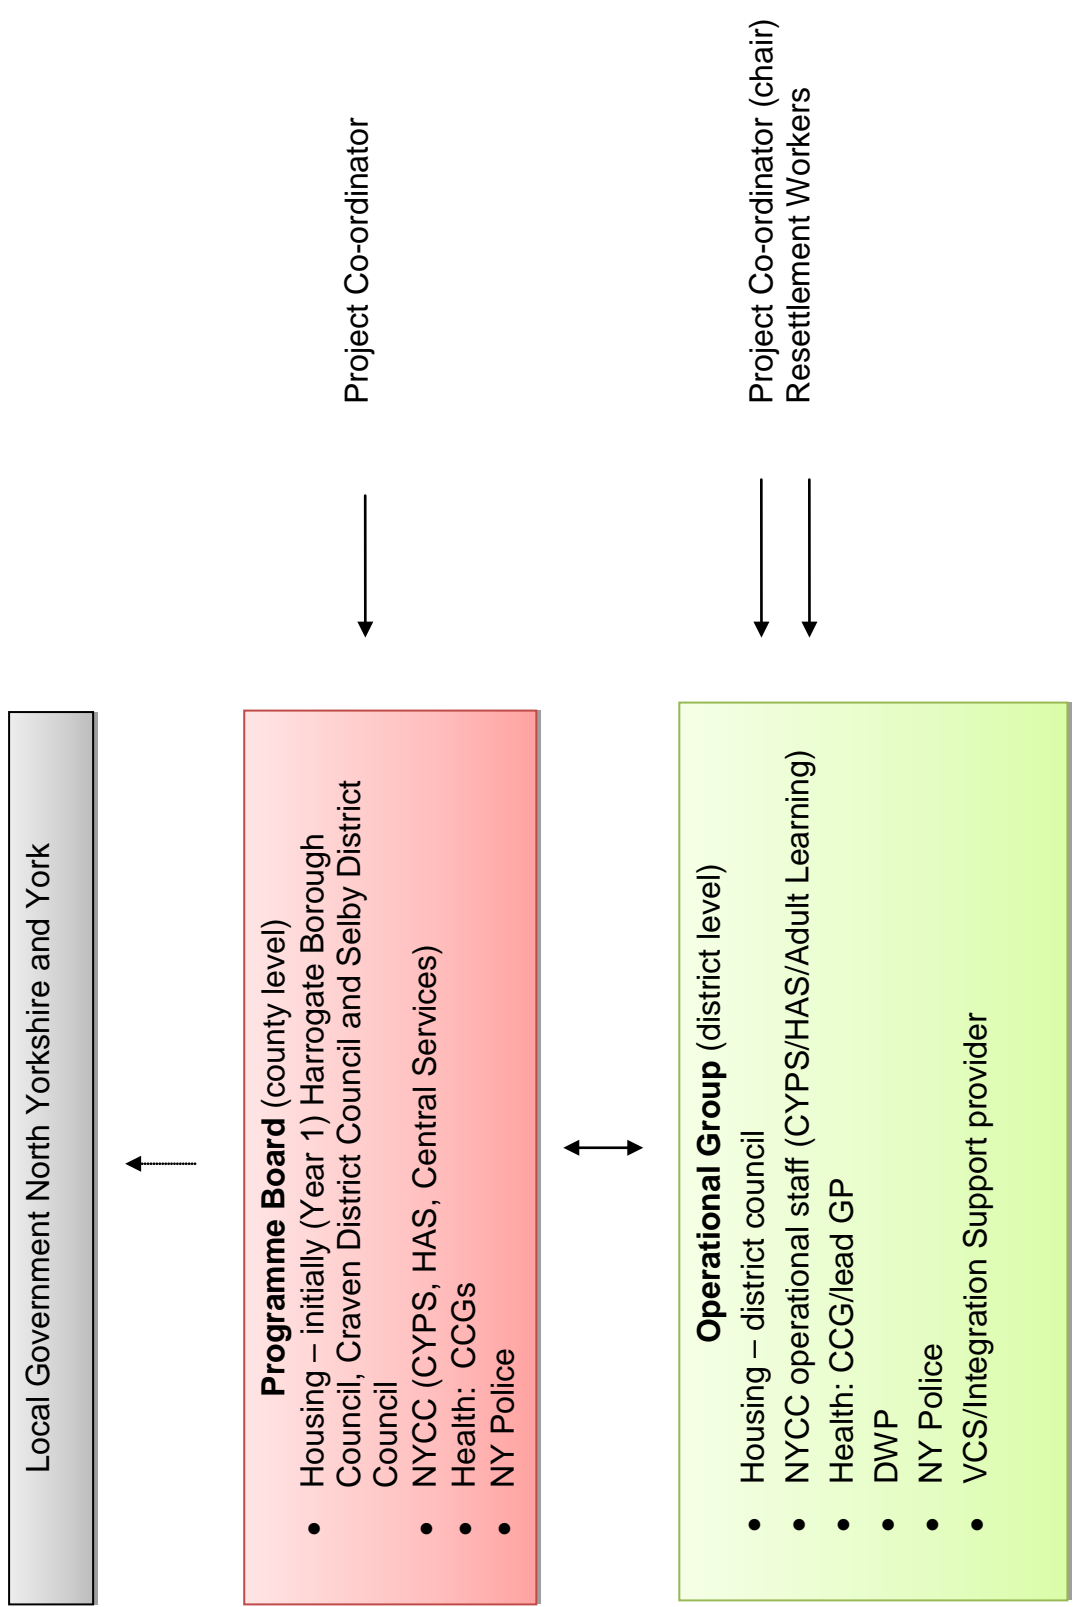 Local Government North Yorkshire and York
Programme Board (county level)
• Housing – initially (Year 1) Harrogate Borough
Council, Craven District Council and Selby District
Council
• NYCC (CYPS, HAS, Central Services)
• Health:  CCGs
• NY Police
Project Co-ordinator
Operational Group (district level)
• Housing – district council
• NYCC operational staff (CYPS/HAS/Adult Learning)
• Health: CCG/lead GP
• DWP
• NY Police
• VCS/Integration Support provider
Project Co-ordinator (chair)
Resettlement Workers